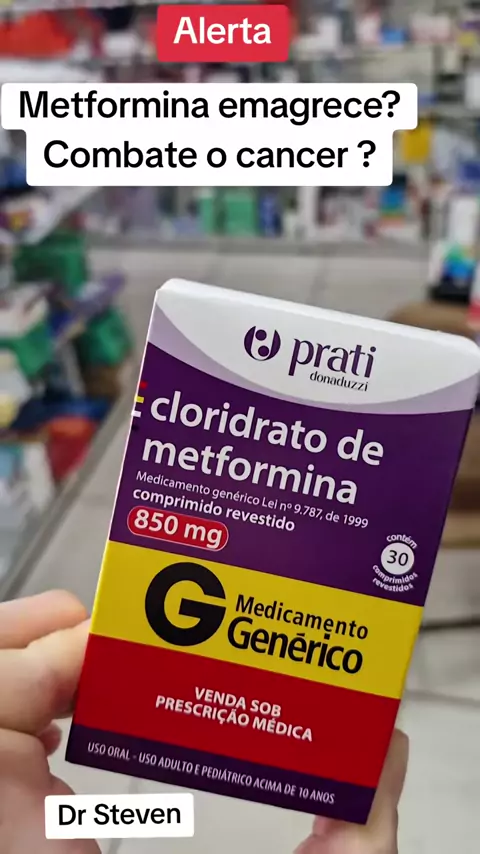 Alerta
Metformina emagrece?
Combate o cancer ?
prati
donaduzzi
cloridrato de
metformina
Medicamento genérico Lei nº 9.787, de 1999
comprimido revestido
850 mg
contém
30
comprimidos
revestidos
G Medicamento
Genérico
VENDA SOB
PRESCRIÇÃO MÉDICA
USO ORAL - USO ADULTO E PEDIÁTRICO ACIMA DE 10 ANOS
Dr Steven